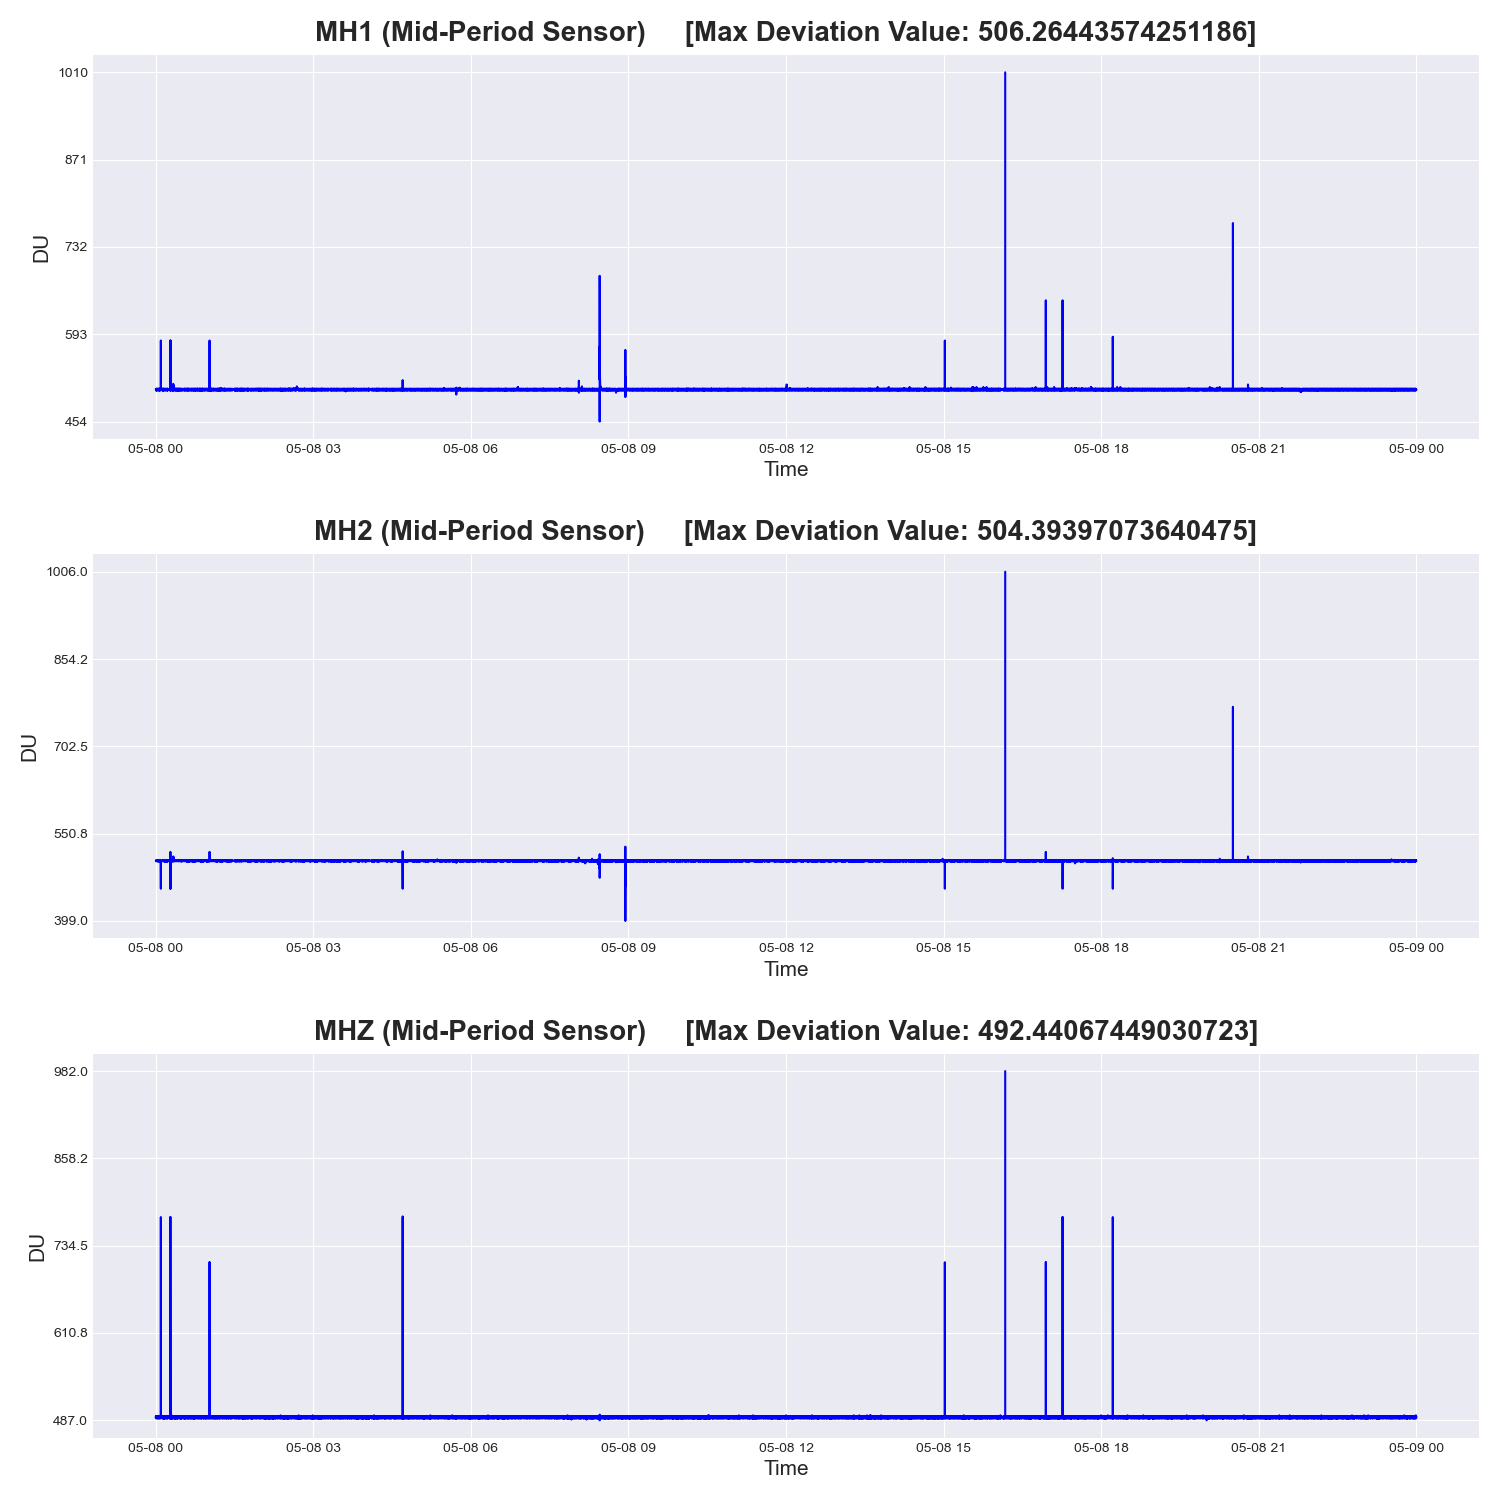 MH1 (Mid-Period Sensor) [Max Deviation Value: 506.26443574251186]
1010
871
732
593
454
DU
05-08 00 05-08 03 05-08 06 05-08 09 05-08 12 05-08 15 05-08 18 05-08 21 05-09 00
Time
MH2 (Mid-Period Sensor) [Max Deviation Value: 504.39397073640475]
1006.0
854.2
702.5
550.8
399.0
DU
05-08 00 05-08 03 05-08 06 05-08 09 05-08 12 05-08 15 05-08 18 05-08 21 05-09 00
Time
MHZ (Mid-Period Sensor) [Max Deviation Value: 492.44067449030723]
982.0
858.2
734.5
610.8
487.0
DU
05-08 00 05-08 03 05-08 06 05-08 09 05-08 12 05-08 15 05-08 18 05-08 21 05-09 00
Time